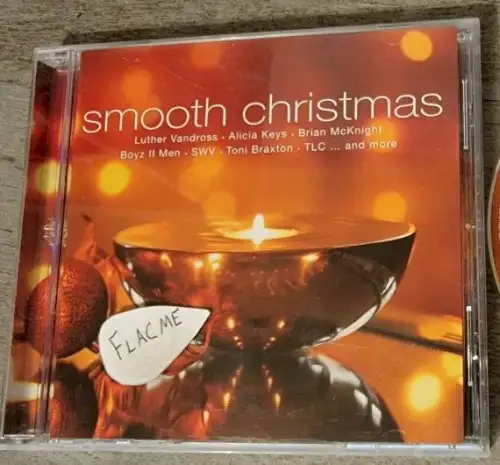 smooth christmas
Luther Vandross • Alicia Keys • Brian McKnight
Boyz II Men • SWV • Toni Braxton • TLC ... and more
FLACME